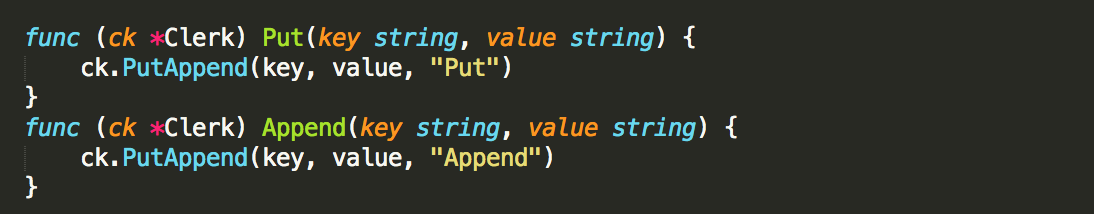 func (ck *Clerk) Put(key string, value string) {
    ck.PutAppend(key, value, "Put")
}
func (ck *Clerk) Append(key string, value string) {
    ck.PutAppend(key, value, "Append")
}